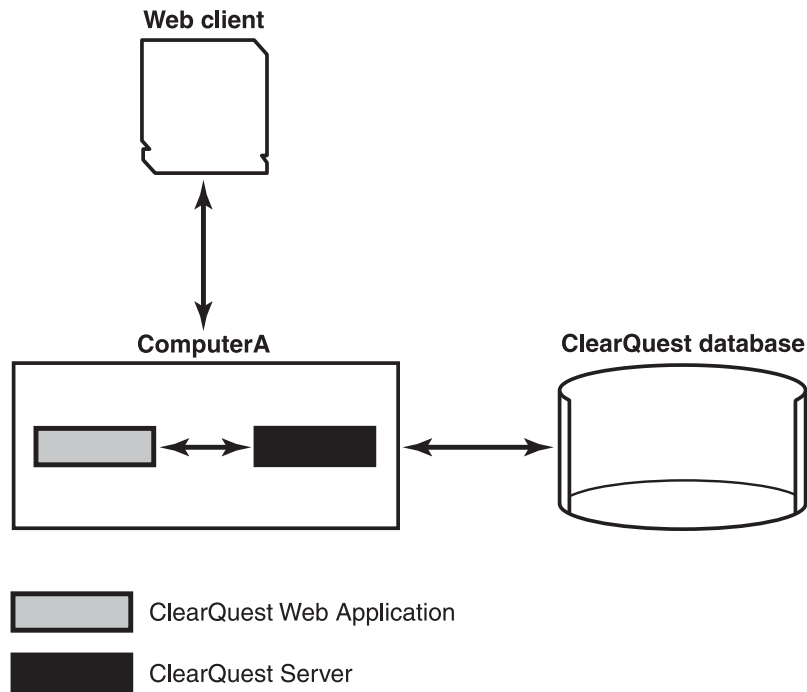 Web client
ComputerA
ClearQuest database
ClearQuest Web Application
ClearQuest Server